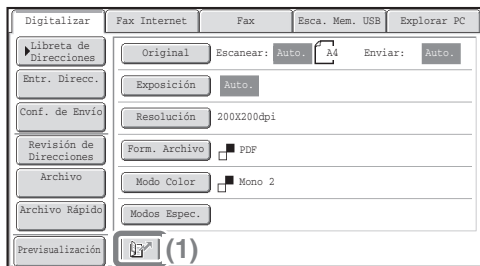 Digitalizar Fax Internet Fax Esca. Mem. USB Explorar PC
Libreta de
Direcciones
Original Escanear: Auto. A4 Enviar: Auto.
Entr. Direcc.
Exposición Auto.
Conf. de Envío
Resolución 200X200dpi
Revisión de
Direcciones
Form. Archivo PDF
Archivo
Modo Color Mono 2
Archivo Rápido
Modos Espec.
Previsualización
(1)